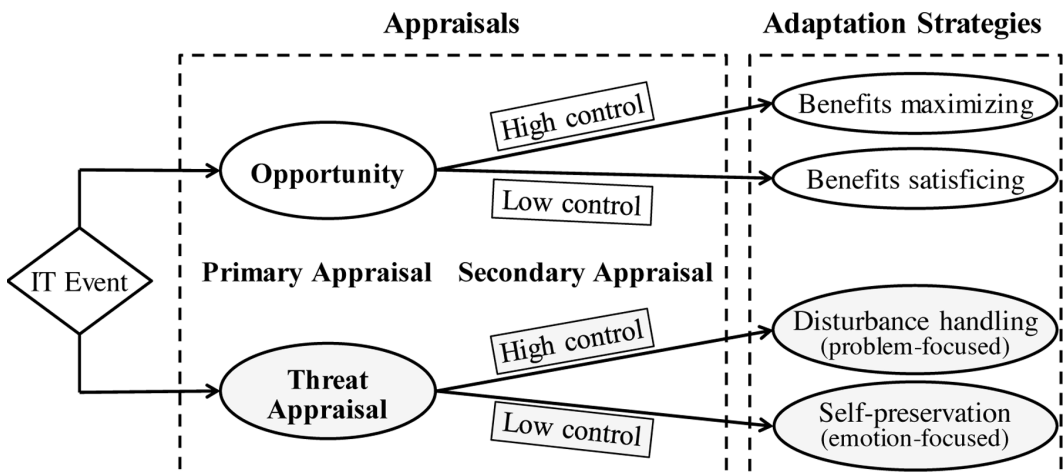 Appraisals
Adaptation Strategies
High control
Benefits maximizing
Opportunity
Low control
Benefits satisficing
IT Event
Primary Appraisal
Secondary Appraisal
High control
Disturbance handling
(problem-focused)
Threat
Appraisal
Low control
Self-preservation
(emotion-focused)